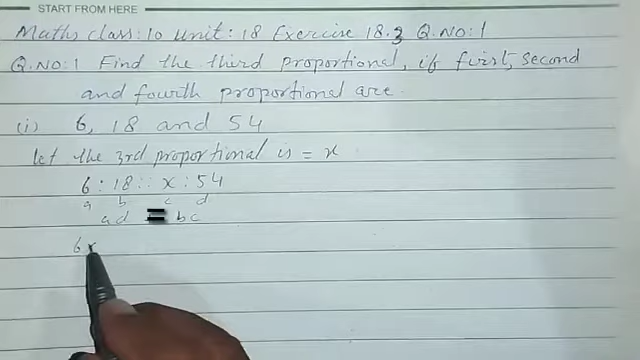 START FROM HERE
Maths class: 10 Unit: 18 Exercise 18.3 Q.NO:1
Q.NO:1 Find the third proportional, if first, second
and fourth proportional are.
(i) 6, 18 and 54
let the 3rd proportional is = x
6 : 18 :: x : 54
a b c d
ad = bc
6x